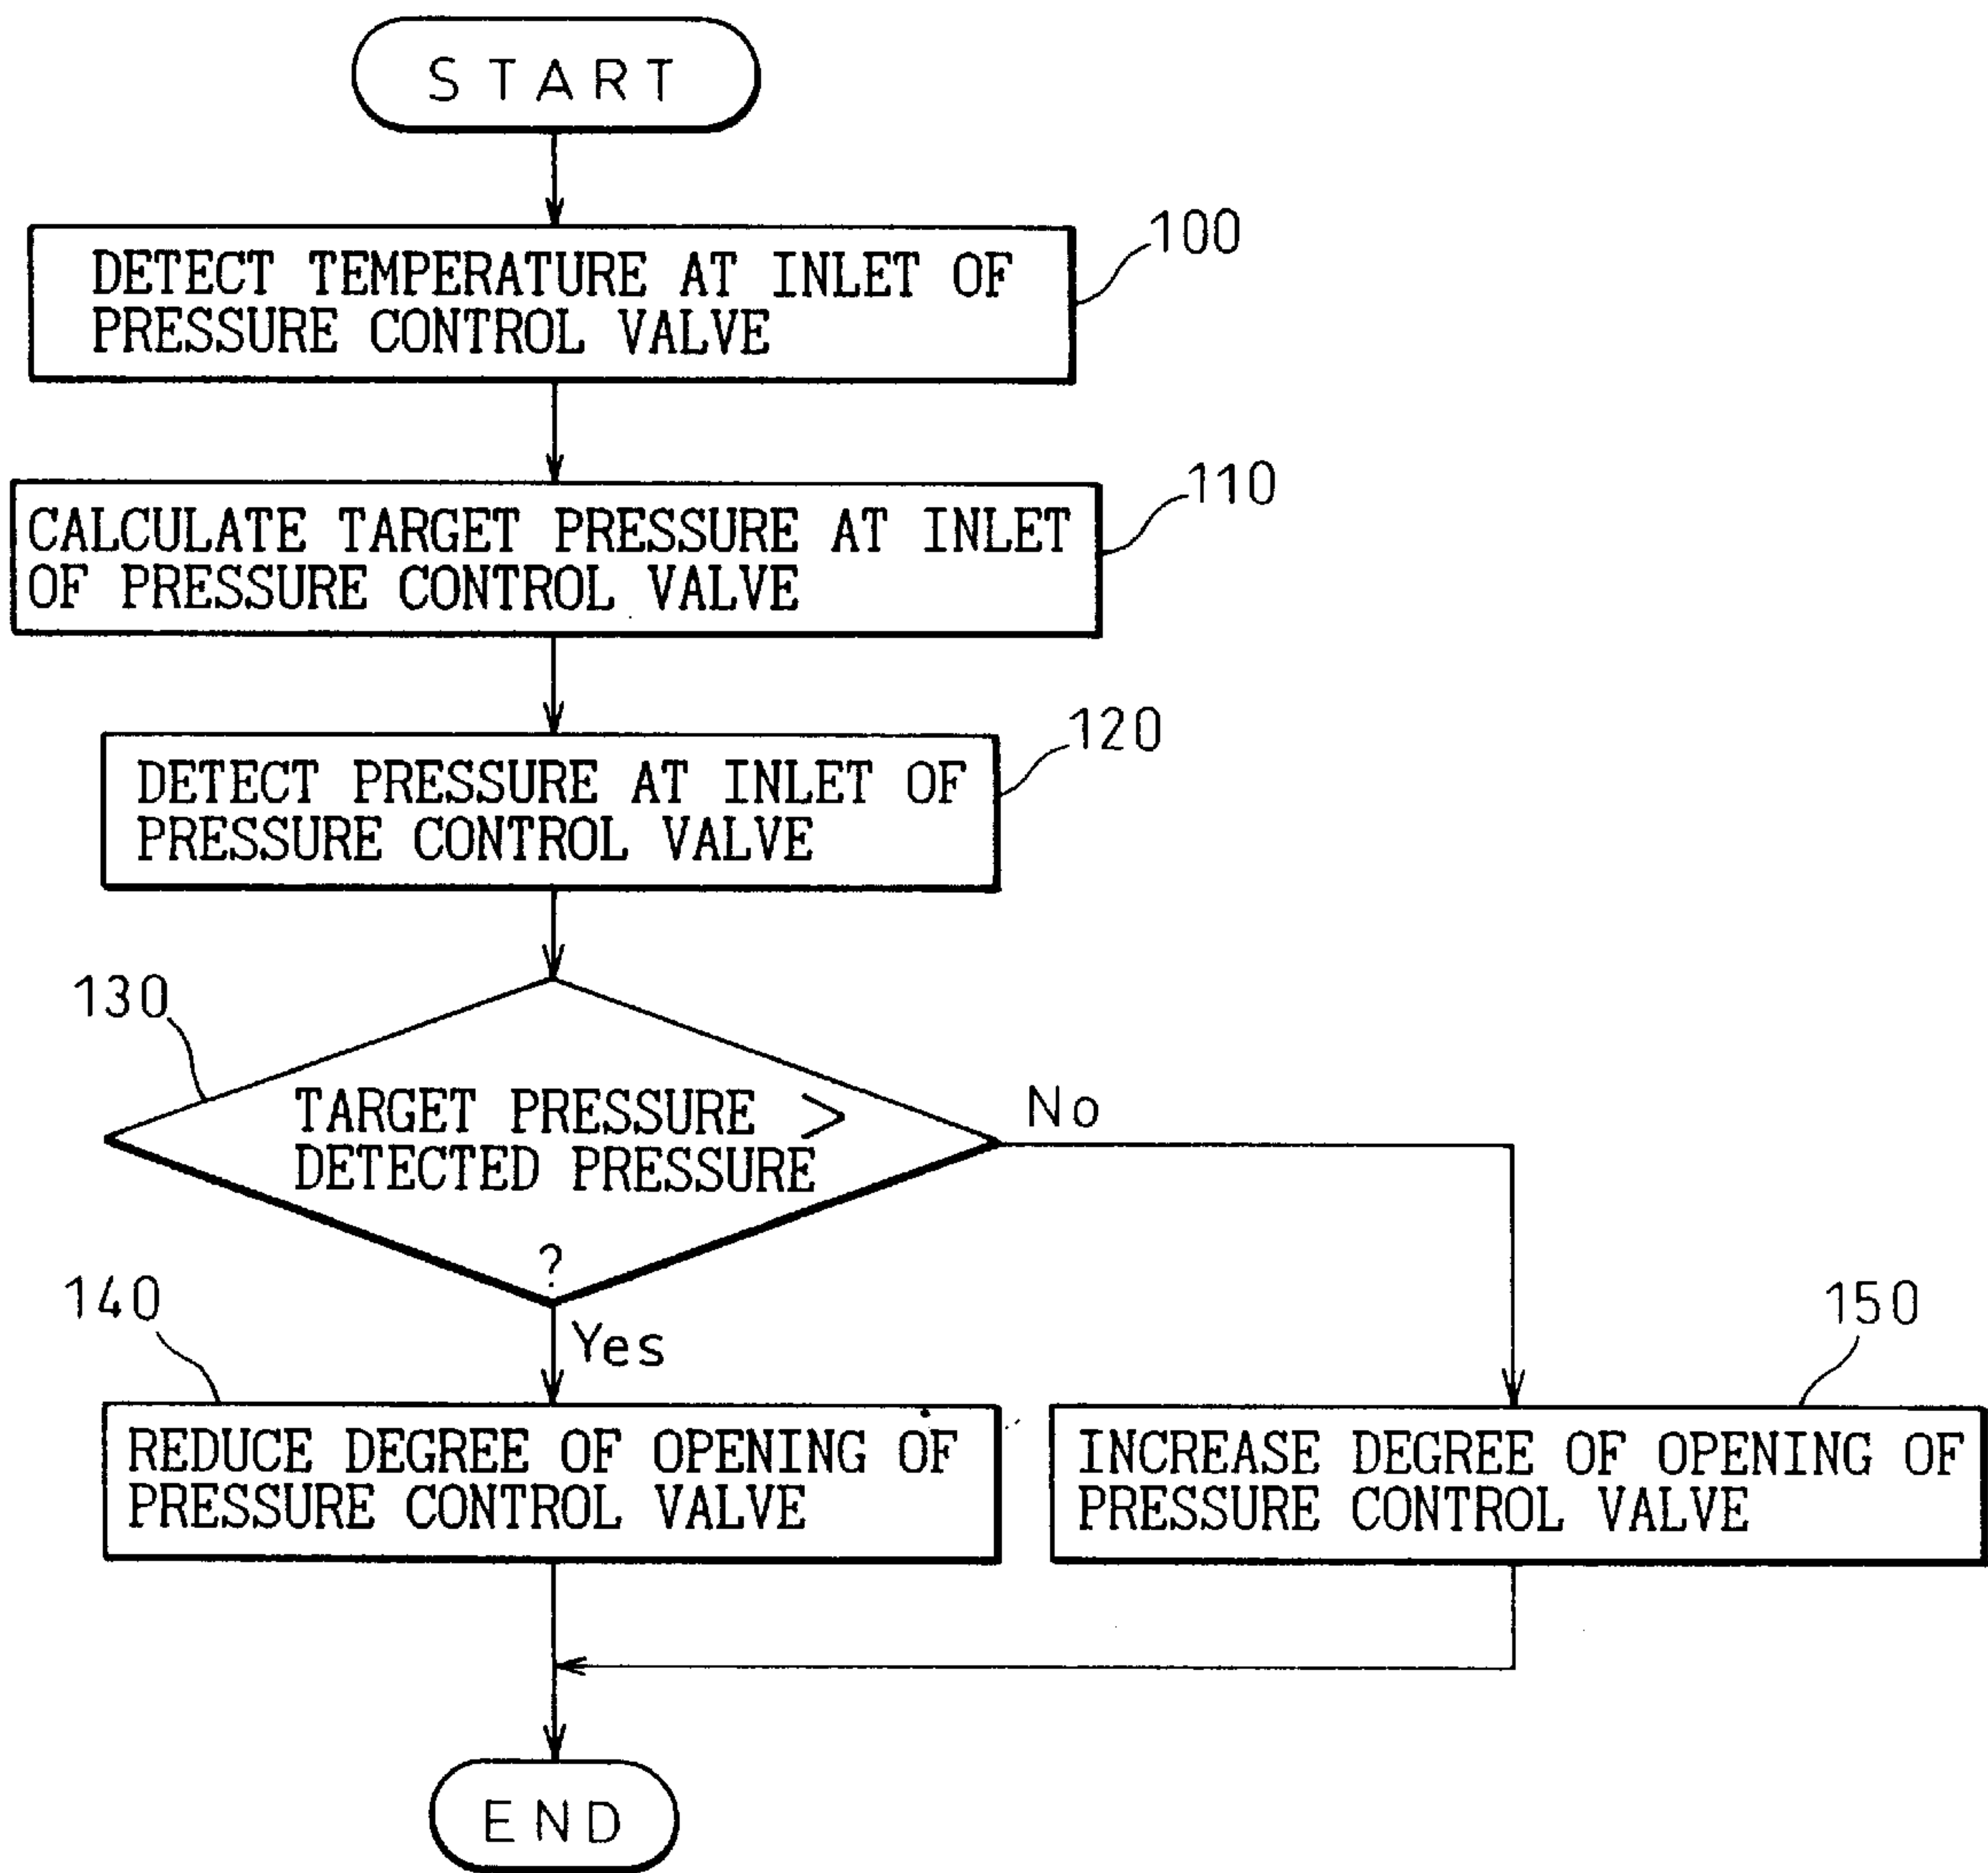 START
DETECT TEMPERATURE AT INLET OF
PRESSURE CONTROL VALVE
100
CALCULATE TARGET PRESSURE AT INLET
OF PRESSURE CONTROL VALVE
110
DETECT PRESSURE AT INLET OF
PRESSURE CONTROL VALVE
120
130
TARGET PRESSURE >
DETECTED PRESSURE
?
No
Yes
140
REDUCE DEGREE OF OPENING OF
PRESSURE CONTROL VALVE
150
INCREASE DEGREE OF OPENING OF
PRESSURE CONTROL VALVE
END